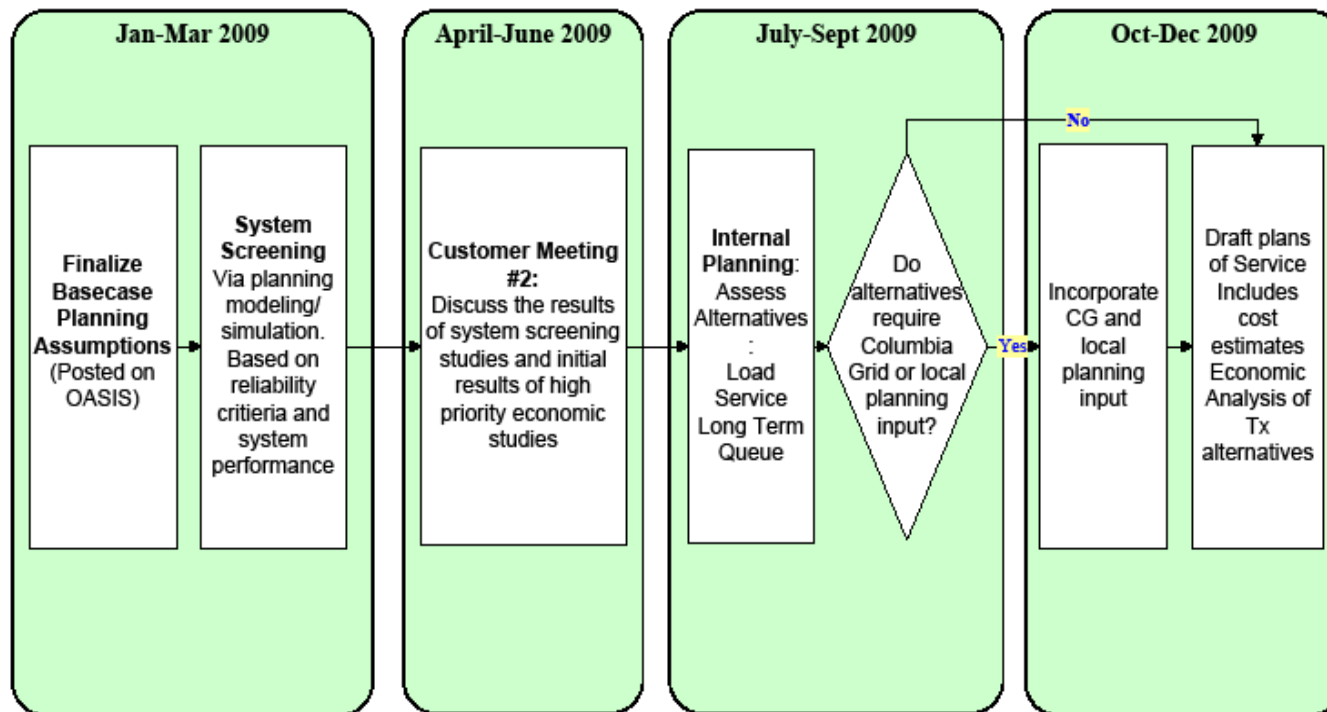 Jan-Mar 2009
Finalize
Basecase
Planning
Assumptions
(Posted on
OASIS)
System
Screening
Via planning
modeling/
simulation.
Based on
reliability
critieria and
system
performance
April-June 2009
Customer Meeting
#2:
Discuss the results
of system screening
studies and initial
results of high
priority economic
studies
July-Sept 2009
Internal
Planning:
Assess
Alternatives
:
Load
Service
Long Term
Queue
Do
alternatives
require
Columbia
Grid or local
planning
input?
No
Yes
Oct-Dec 2009
Incorporate
CG and
local
planning
input
Draft plans
of Service
Includes
cost
estimates
Economic
Analysis of
Tx
alternatives